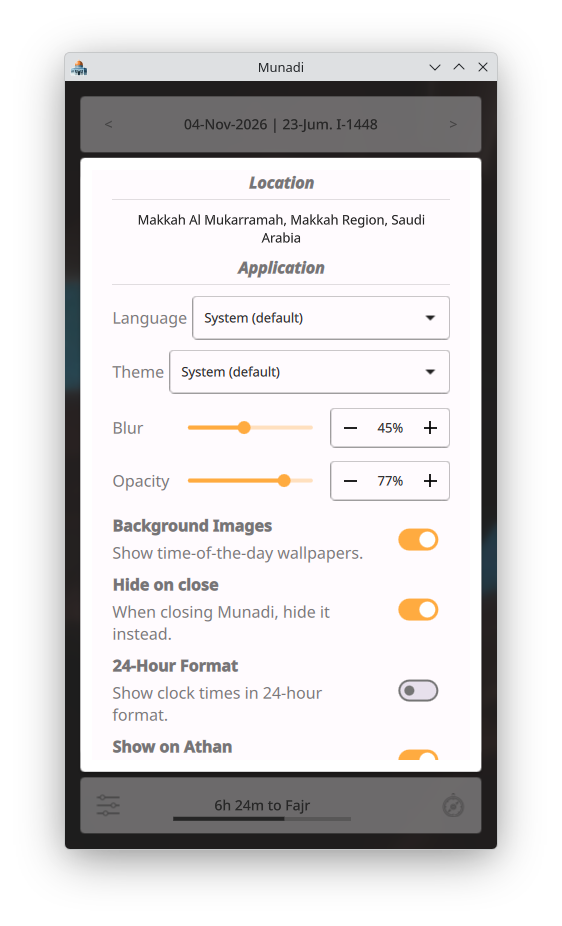 Munadi
< 04-Nov-2026 | 23-Jum. I-1448 >
Location
Makkah Al Mukarramah, Makkah Region, Saudi
Arabia
Application
Language System (default)
Theme System (default)
Blur 45%
Opacity 77%
Background Images
Show time-of-the-day wallpapers.
Hide on close
When closing Munadi, hide it
instead.
24-Hour Format
Show clock times in 24-hour
format.
Show on Athan
6h 24m to Fajr